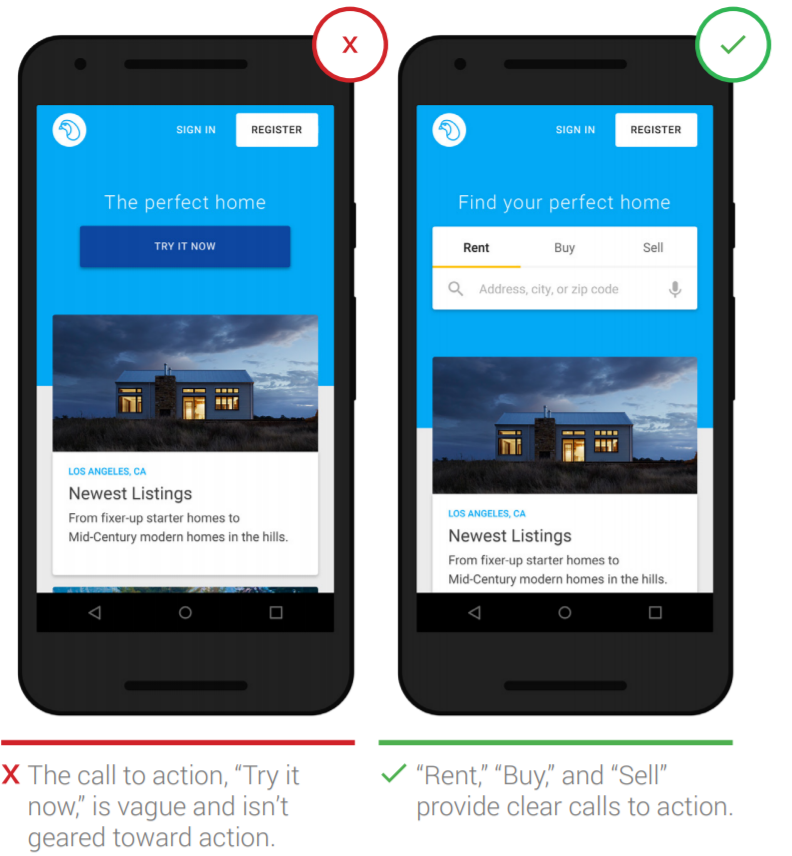 X
SIGN IN
REGISTER
The perfect home
TRY IT NOW
LOS ANGELES, CA
Newest Listings
From fixer-up starter homes to
Mid-Century modern homes in the hills.
X The call to action, “Try it
now,” is vague and isn’t
geared toward action.
SIGN IN
REGISTER
Find your perfect home
Rent
Buy
Sell
Address, city, or zip code
LOS ANGELES, CA
Newest Listings
From fixer-up starter homes to
Mid-Century modern homes in the hills.
“Rent,” “Buy,” and “Sell”
provide clear calls to action.